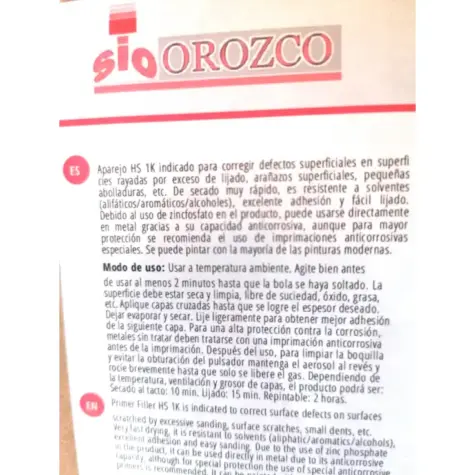 sio OROZCO
ES
Aparejo HS 1K indicado para corregir defectos superficiales en superfi
cies rayadas por exceso de lijado, arañazos superficiales, pequeñas
abolladuras, etc. De secado muy rápido, es resistente a solventes
(alifáticos/aromáticos/alcoholes), excelente adhesión y fácil lijado.
Debido al uso de zincfosfato en el producto, puede usarse directamente
en metal gracias a su capacidad anticorrosiva, aunque para mayor
protección se recomienda el uso de imprimaciones anticorrosivas
especiales. Se puede pintar con la mayoría de las pinturas modernas.
Modo de uso: Usar a temperatura ambiente. Agite bien antes
de usar al menos 2 minutos hasta que la bola se haya soltado. La
superficie debe estar seca y limpia, libre de suciedad, óxido, grasa,
etc. Aplique capas cruzadas hasta que se logre el espesor deseado.
Dejar evaporar y secar. Lije ligeramente para obtener mejor adhesión
de la siguiente capa. Para una alta protección contra la corrosión,
metales sin tratar deben tratarse con una imprimación anticorrosiva
antes de la imprimación. Después del uso, para limpiar la boquilla
y evitar la obturación del pulsador mantenga el aerosol al revés y
rocíe brevemente hasta que solo se libere el gas. Dependiendo de
la temperatura, ventilación y grosor de capas, el producto podrá ser:
Secado al tacto: 10 min. Lijado: 15 min. Repintable: 2 horas.
EN
Primer Filler HS 1K is indicated to correct surface defects on surfaces
scratched by excessive sanding, surface scratches, small dents, etc.
Very fast drying, it is resistant to solvents (aliphatic/aromatics/alcohols),
excellent adhesion and easy sanding. Due to the use of zinc phosphate
in the product, it can be used directly in metal due to its anticorrosive
capacity, although for special protection the use of special anticorrosive
primers is recommended. It can be